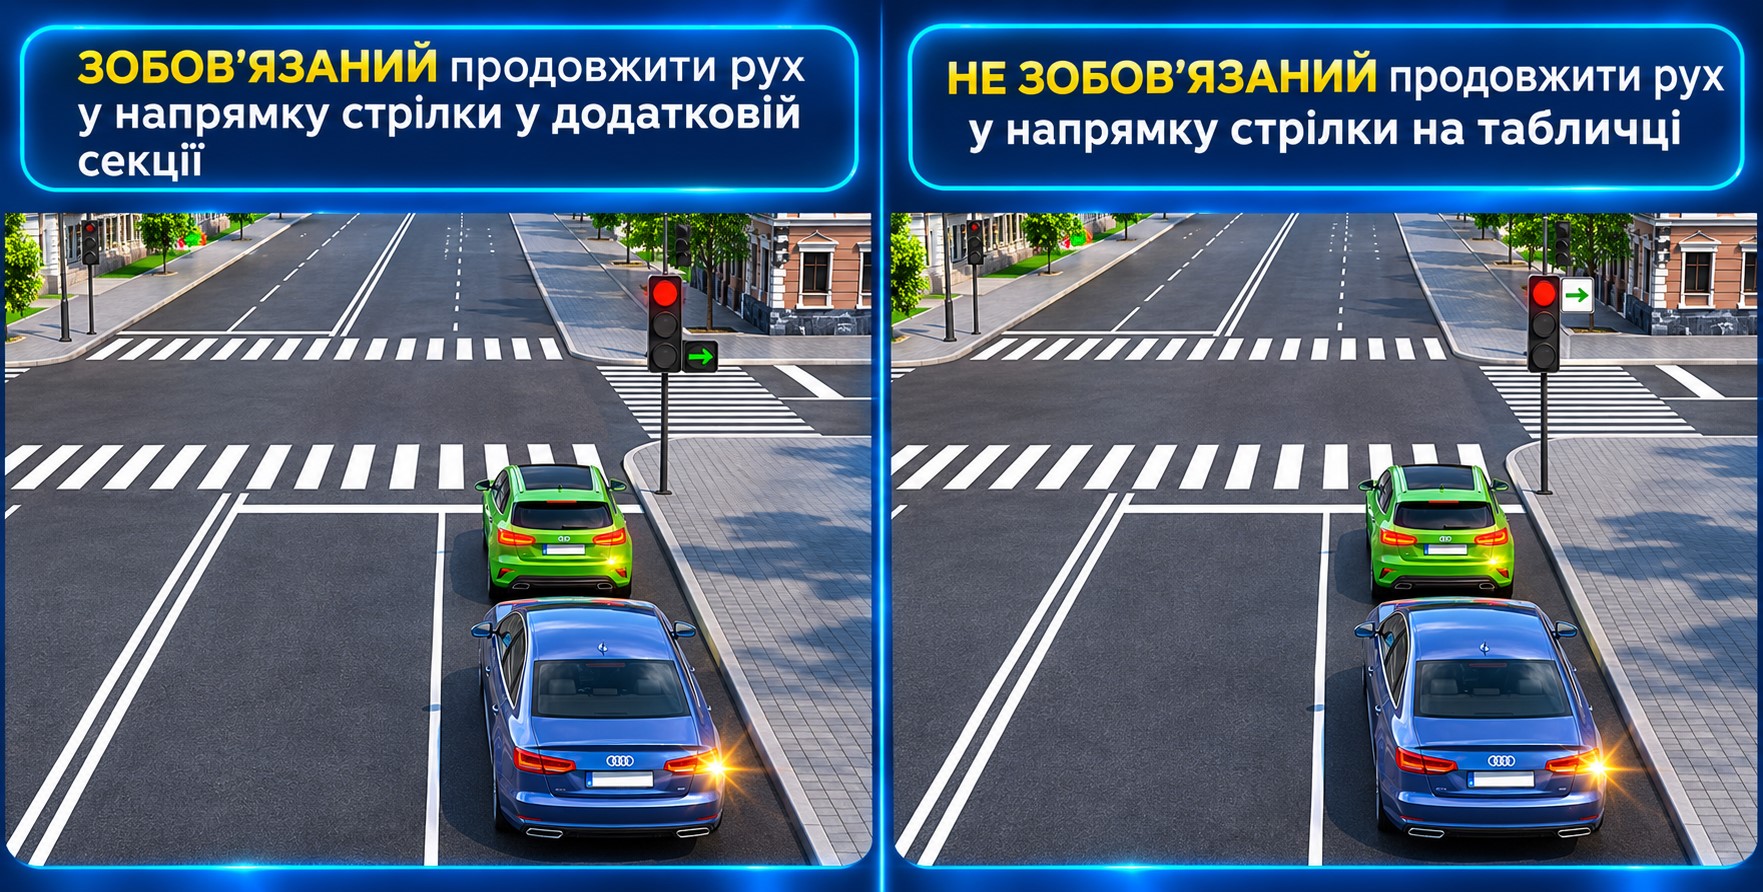 ЗОБОВ’ЯЗАНИЙ продовжити рух
у напрямку стрілки у додатковій
секції
НЕ ЗОБОВ’ЯЗАНИЙ продовжити рух
у напрямку стрілки на табличці